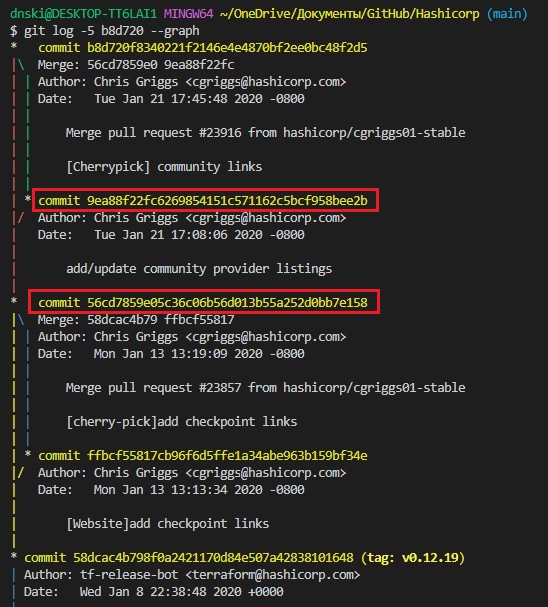 dnski@DESKTOP-TT6LAI1 MINGW64 ~/OneDrive/Документы/GitHub/Hashicorp (main)
$ git log -5 b8d720 --graph
*   commit b8d720f8340221f2146e4e4870bf2ee0bc48f2d5
|\  Merge: 56cd7859e0 9ea88f22fc
| | Author: Chris Griggs <cgriggs@hashicorp.com>
| | Date:   Tue Jan 21 17:45:48 2020 -0800
| |
| |     Merge pull request #23916 from hashicorp/cgriggs01-stable
| |
| |     [Cherrypick] community links
| |
| * commit 9ea88f22fc6269854151c571162c5bcf958bee2b
|/  Author: Chris Griggs <cgriggs@hashicorp.com>
|   Date:   Tue Jan 21 17:08:06 2020 -0800
|
|       add/update community provider listings
|
*   commit 56cd7859e05c36c06b56d013b55a252d0bb7e158
|\  Merge: 58dcac4b79 ffbcf55817
| | Author: Chris Griggs <cgriggs@hashicorp.com>
| | Date:   Mon Jan 13 13:19:09 2020 -0800
| |
| |     Merge pull request #23857 from hashicorp/cgriggs01-stable
| |
| |     [cherry-pick]add checkpoint links
| |
| * commit ffbcf55817cb96f6d5ffe1a34abe963b159bf34e
|/  Author: Chris Griggs <cgriggs@hashicorp.com>
|   Date:   Mon Jan 13 13:13:34 2020 -0800
|
|       [Website]add checkpoint links
|
* commit 58dcac4b798f0a2421170d84e507a42838101648 (tag: v0.12.19)
| Author: tf-release-bot <terraform@hashicorp.com>
| Date:   Wed Jan 8 22:38:48 2020 +0000